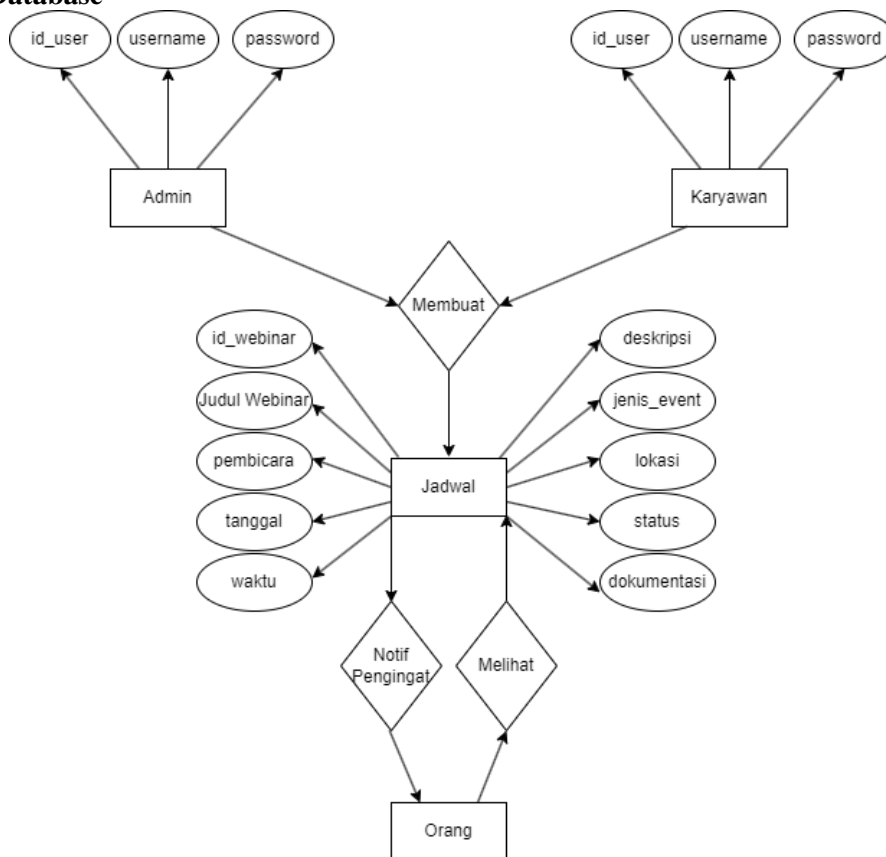 Database
id_user
username
password
id_user
username
password
Admin
Karyawan
Membuat
id_webinar
deskripsi
Judul Webinar
jenis_event
pembicara
lokasi
Jadwal
tanggal
status
waktu
dokumentasi
Notif
Pengingat
Melihat
Orang